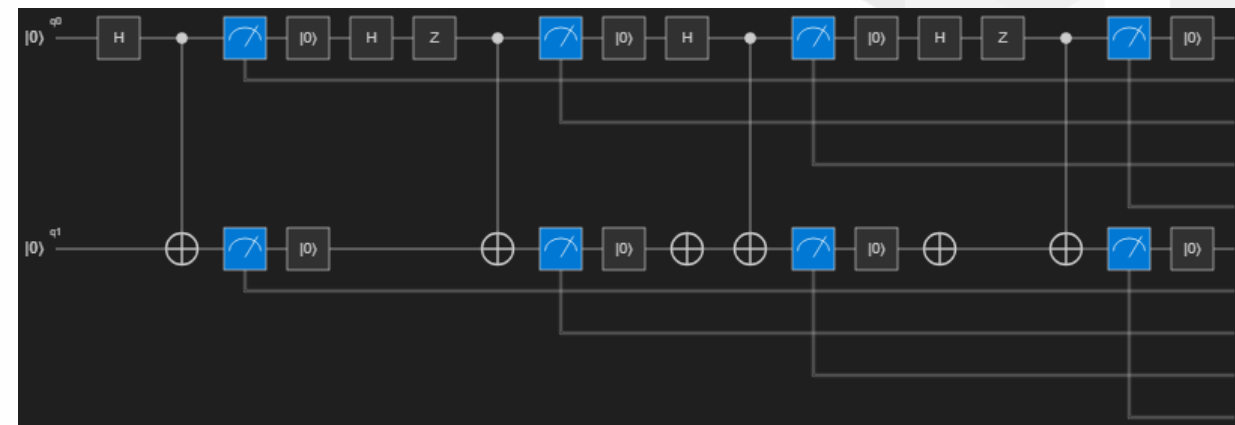 |0⟩ q0 H |0⟩ H Z |0⟩ H |0⟩ H Z |0⟩
|0⟩ q1 |0⟩ |0⟩ |0⟩ |0⟩